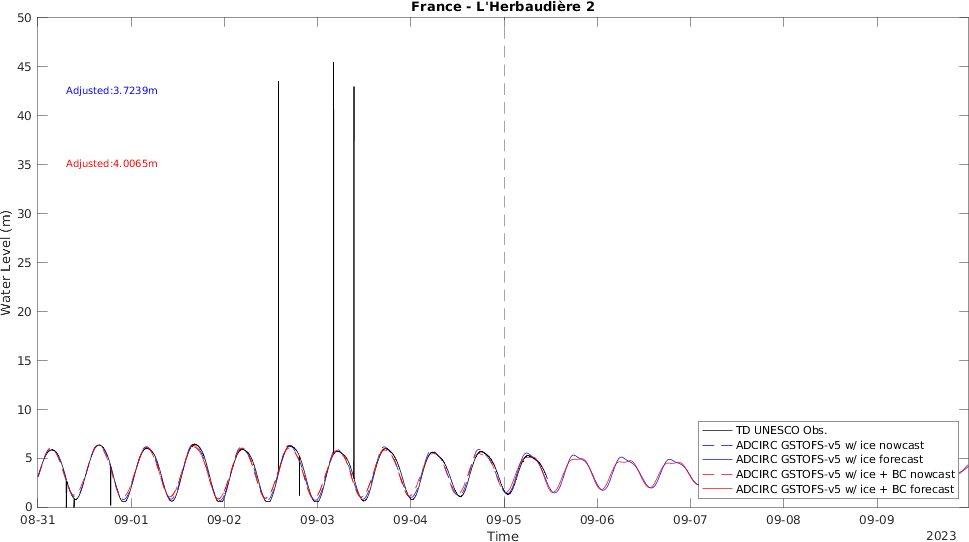 France - L'Herbaudière 2
50
45
40
35
30
25
20
15
10
5
0
Water Level (m)
Adjusted:3.7239m
Adjusted:4.0065m
TD UNESCO Obs.
ADCIRC GSTOFS-v5 w/ ice nowcast
ADCIRC GSTOFS-v5 w/ ice forecast
ADCIRC GSTOFS-v5 w/ ice + BC nowcast
ADCIRC GSTOFS-v5 w/ ice + BC forecast
08-31 09-01 09-02 09-03 09-04 09-05 09-06 09-07 09-08 09-09
Time
2023